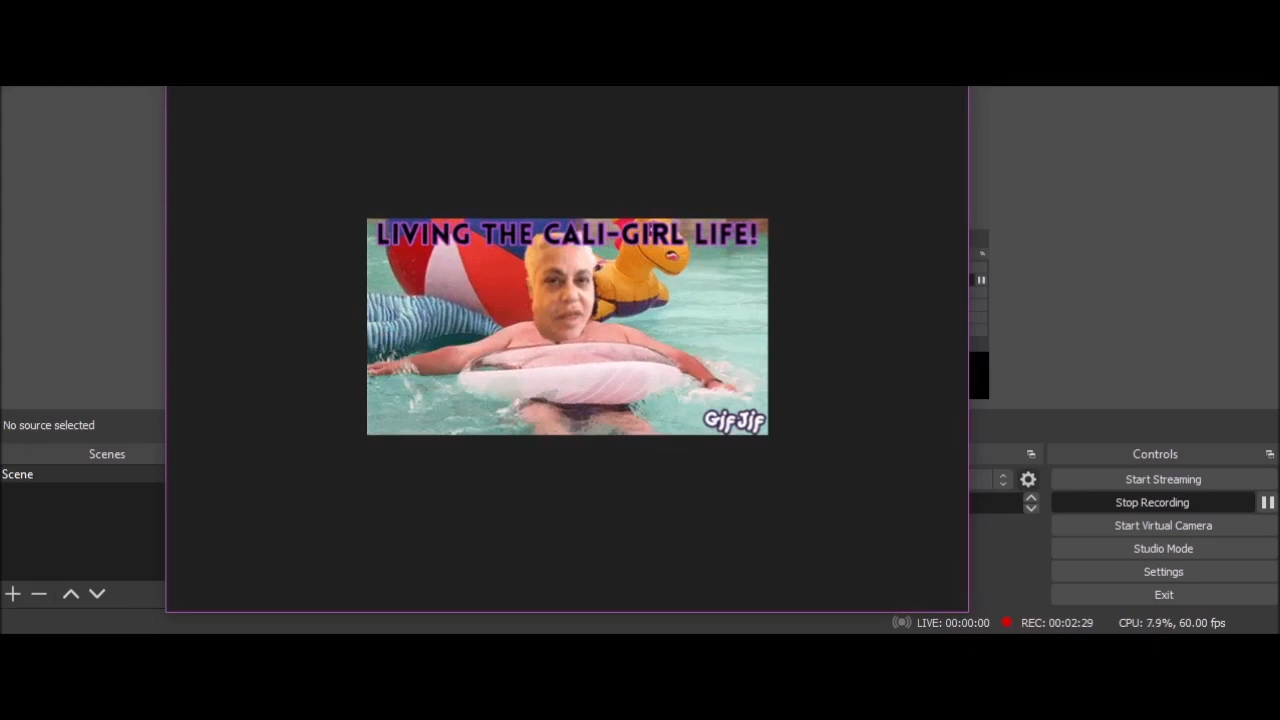 LIVING THE CALI-GIRL LIFE!
GifJif
No source selected
Scenes
Scene
Controls
Start Streaming
Stop Recording
Start Virtual Camera
Studio Mode
Settings
Exit
LIVE: 00:00:00
REC: 00:02:29
CPU: 7.9%, 60.00 fps